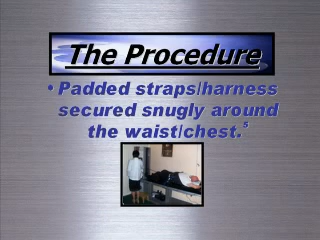 The Procedure
• Padded straps/harness
secured snugly around
the waist/chest.5